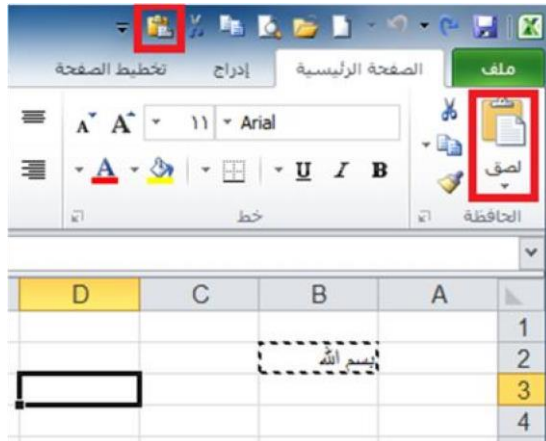 ملف الصفحة الرئيسية إدراج تخطيط الصفحة
Arial ١١ A A
لصق
B I U A
الحافظة خط
A B C D
1
2 بسم الله
3
4